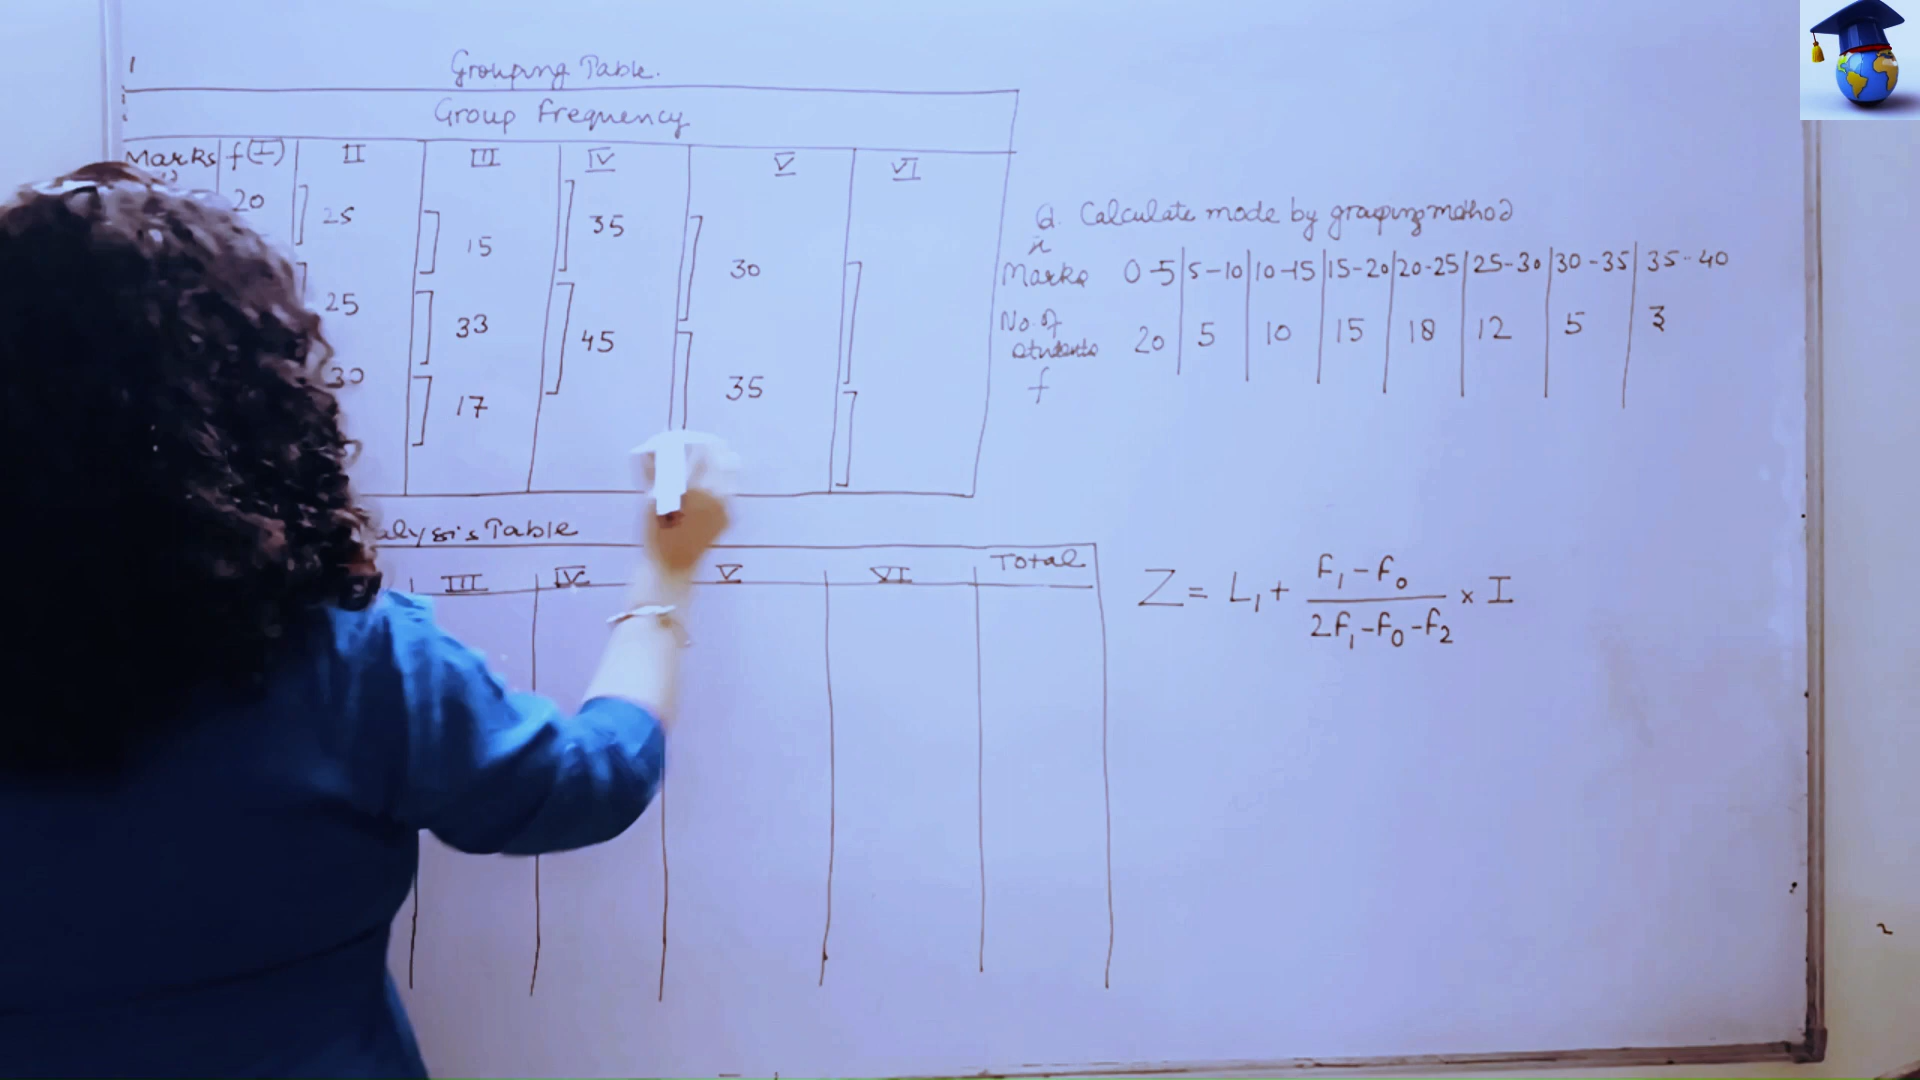 Grouping Table.
Group Frequency
Marks f(I) II III IV V VI
20 25 15 35 30
25 33 45 35
30 17
Q. Calculate mode by grouping method
x
Marks 0-5 5-10 10-15 15-20 20-25 25-30 30-35 35-40
No. of students 20 5 10 15 18 12 5 3
f
alysis Table
III IV V VI Total
Z = L₁ + f₁-f₀ / 2f₁-f₀-f₂ × I